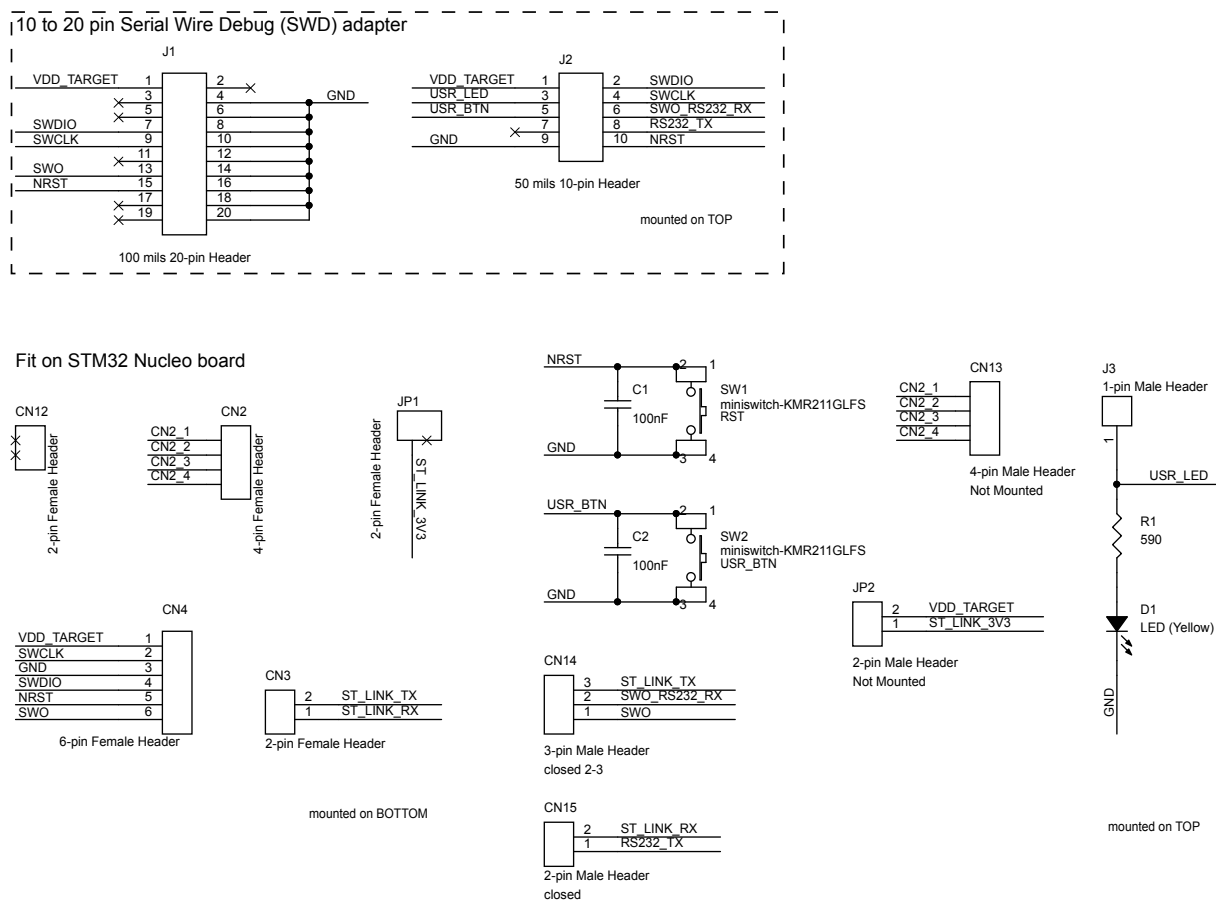 10 to 20 pin Serial Wire Debug (SWD) adapter
J1
VDD_TARGET 1 2
3 4 GND
5 6
SWDIO 7 8
SWCLK 9 10
11 12
SWO 13 14
NRST 15 16
17 18
19 20
100 mils 20-pin Header
J2
VDD_TARGET 1 2 SWDIO
USR_LED 3 4 SWCLK
USR_BTN 5 6 SWO_RS232_RX
7 8 RS232_TX
GND 9 10 NRST
50 mils 10-pin Header
mounted on TOP
Fit on STM32 Nucleo board
CN12
2-pin Female Header
CN2
CN2_1
CN2_2
CN2_3
CN2_4
4-pin Female Header
JP1
2-pin Female Header
ST_LINK_3V3
NRST
2 1
C1
100nF
SW1
miniswitch-KMR211GLFS
RST
GND
3 4
USR_BTN
2 1
C2
100nF
SW2
miniswitch-KMR211GLFS
USR_BTN
GND
3 4
CN13
CN2_1
CN2_2
CN2_3
CN2_4
4-pin Male Header
Not Mounted
J3
1-pin Male Header
1
USR_LED
R1
590
D1
LED (Yellow)
GND
JP2
2 VDD_TARGET
1 ST_LINK_3V3
2-pin Male Header
Not Mounted
CN4
VDD_TARGET 1
SWCLK 2
GND 3
SWDIO 4
NRST 5
SWO 6
6-pin Female Header
CN3
2 ST_LINK_TX
1 ST_LINK_RX
2-pin Female Header
mounted on BOTTOM
CN14
3 ST_LINK_TX
2 SWO_RS232_RX
1 SWO
3-pin Male Header
closed 2-3
CN15
2 ST_LINK_RX
1 RS232_TX
2-pin Male Header
closed
mounted on TOP